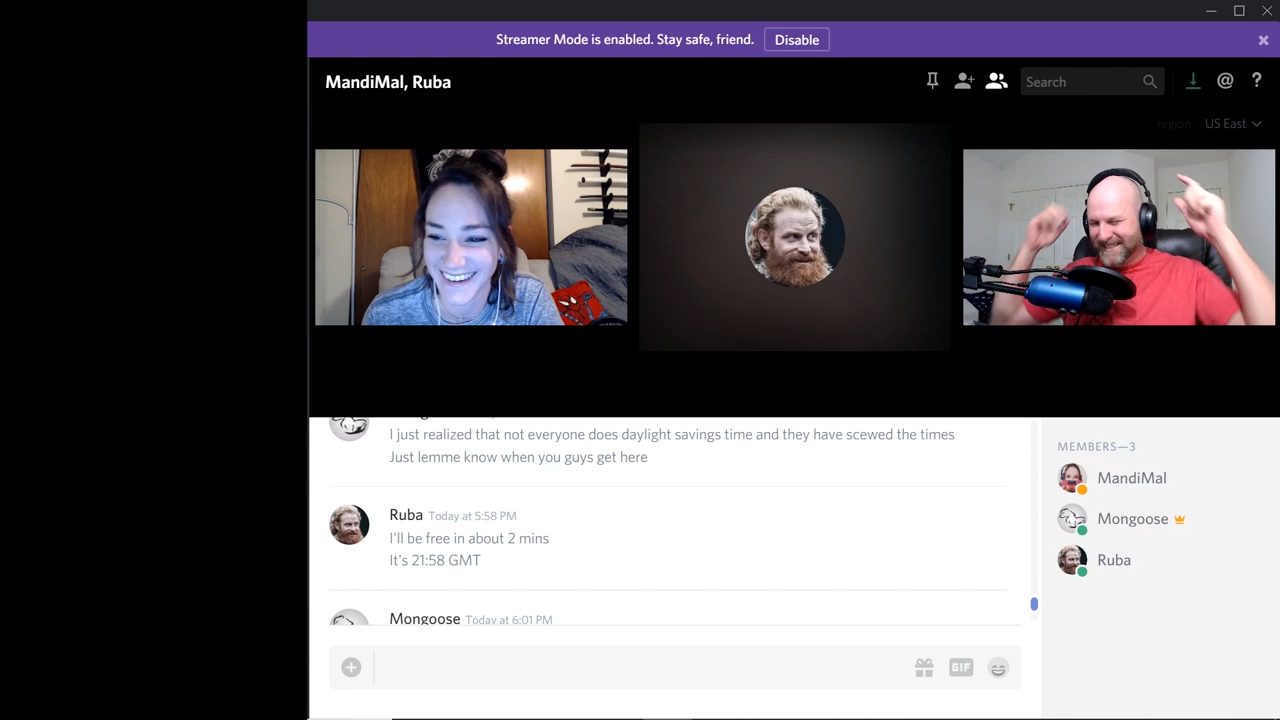 Streamer Mode is enabled. Stay safe, friend. Disable
MandiMal, Ruba
Search
@ ?
region US East
I just realized that not everyone does daylight savings time and they have scewed the times
Just lemme know when you guys get here
Ruba Today at 5:58 PM
I'll be free in about 2 mins
It's 21:58 GMT
Mongoose Today at 6:01 PM
GIF
MEMBERS—3
MandiMal
Mongoose
Ruba